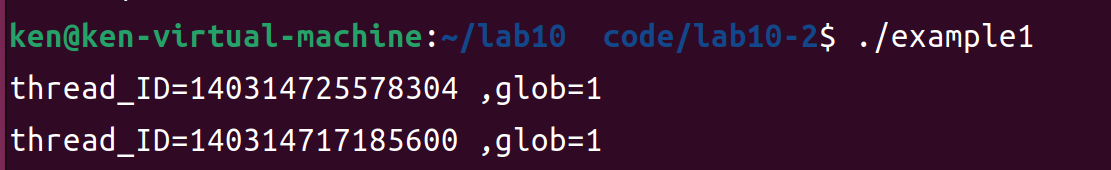 ken@ken-virtual-machine:~/lab10  code/lab10-2$ ./example1
thread_ID=140314725578304 ,glob=1
thread_ID=140314717185600 ,glob=1